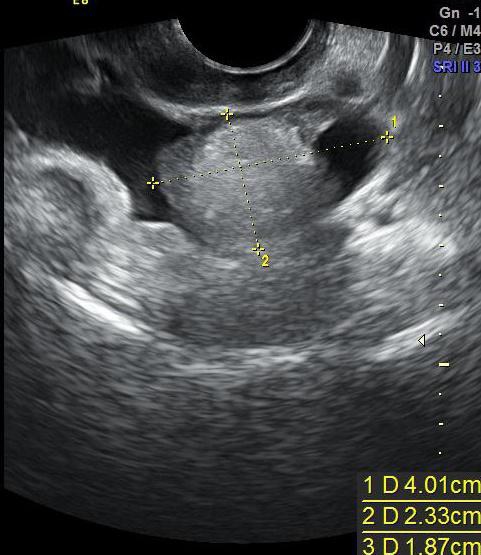 Gn -1
C6 / M4
P4 / E3
SRI II 3
1
2
1 D 4.01cm
2 D 2.33cm
3 D 1.87cm